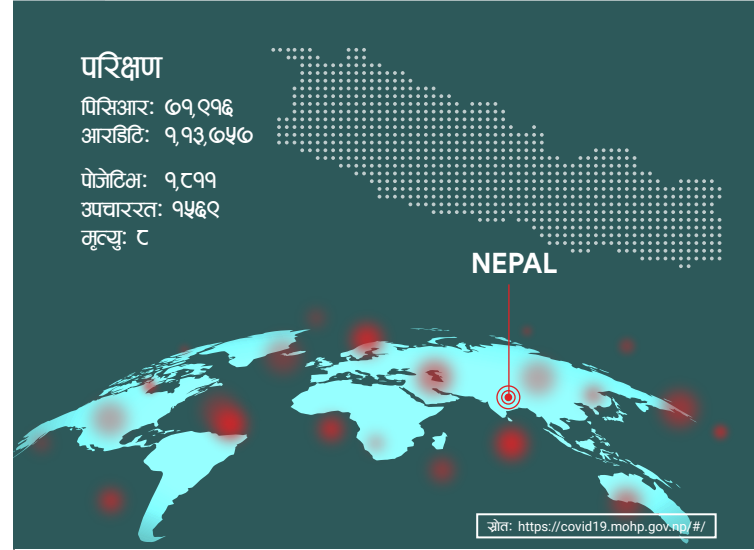 परिक्षण
पिसिआर: ७१,९१६
आरडिटि: १,१३,७५७
पोजेटिभ: १,८११
उपचाररत: १५६९
मृत्यु: ८
NEPAL
स्रोत: https://covid19.mohp.gov.np/#/